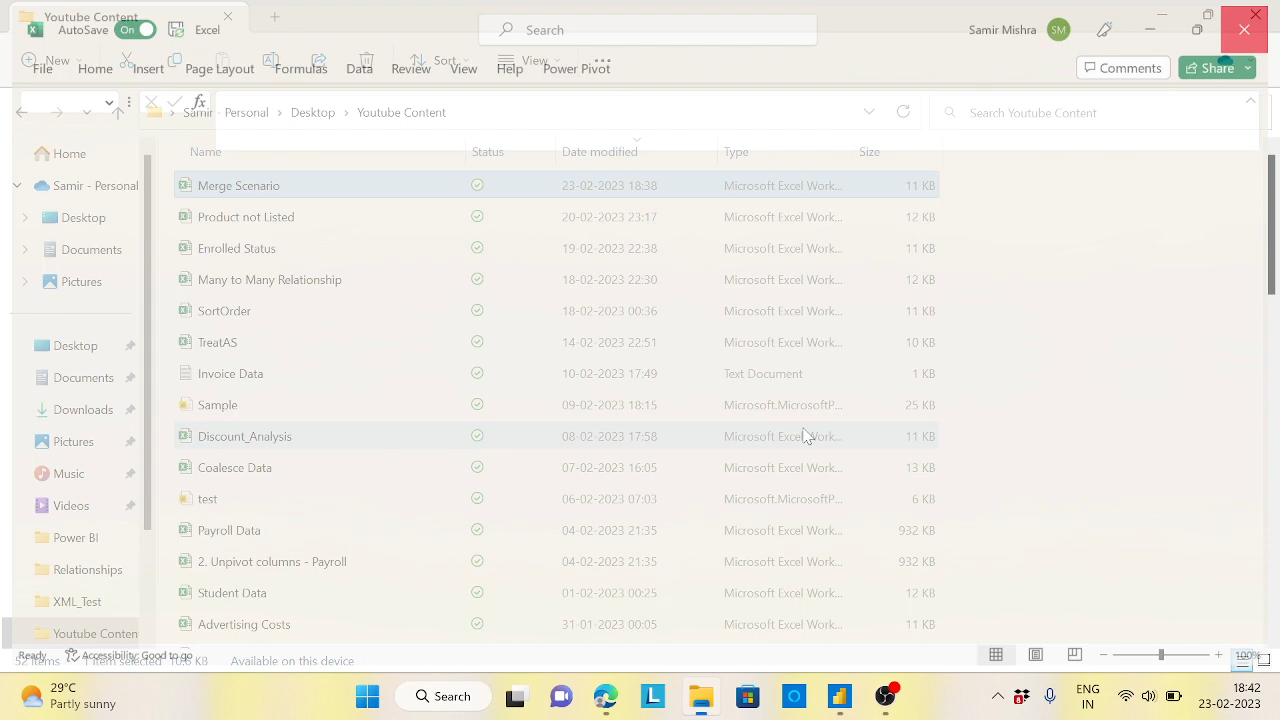 Youtube Content
AutoSave On Excel Search Samir Mishra SM
New Sort View
File Home Insert Page Layout Formulas Data Review View Help Power Pivot Comments Share
Samir - Personal > Desktop > Youtube Content Search Youtube Content
fx
Name Status Date modified Type Size
Home
Samir - Personal
Desktop
Documents
Pictures
Desktop
Documents
Downloads
Pictures
Music
Videos
Power BI
Relationships
XML_Test
Youtube Conten
Merge Scenario 23-02-2023 18:38 Microsoft Excel Work... 11 KB
Product not Listed 20-02-2023 23:17 Microsoft Excel Work... 12 KB
Enrolled Status 19-02-2023 22:38 Microsoft Excel Work... 11 KB
Many to Many Relationship 18-02-2023 22:30 Microsoft Excel Work... 12 KB
SortOrder 18-02-2023 00:36 Microsoft Excel Work... 11 KB
TreatAS 14-02-2023 22:51 Microsoft Excel Work... 10 KB
Invoice Data 10-02-2023 17:49 Text Document 1 KB
Sample 09-02-2023 18:15 Microsoft.MicrosoftP... 25 KB
Discount_Analysis 08-02-2023 17:58 Microsoft Excel Work... 11 KB
Coalesce Data 07-02-2023 16:05 Microsoft Excel Work... 13 KB
test 06-02-2023 07:03 Microsoft.MicrosoftP... 6 KB
Payroll Data 04-02-2023 21:35 Microsoft Excel Work... 932 KB
2. Unpivot columns - Payroll 04-02-2023 21:35 Microsoft Excel Work... 932 KB
Student Data 01-02-2023 00:25 Microsoft Excel Work... 12 KB
Advertising Costs 31-01-2023 00:05 Microsoft Excel Work... 11 KB
Ready Accessibility: Good to go 100%
52 items 1 item selected 10.6 KB Available on this device
29°C
Partly sunny
Search
ENG
IN
18:42
23-02-2023